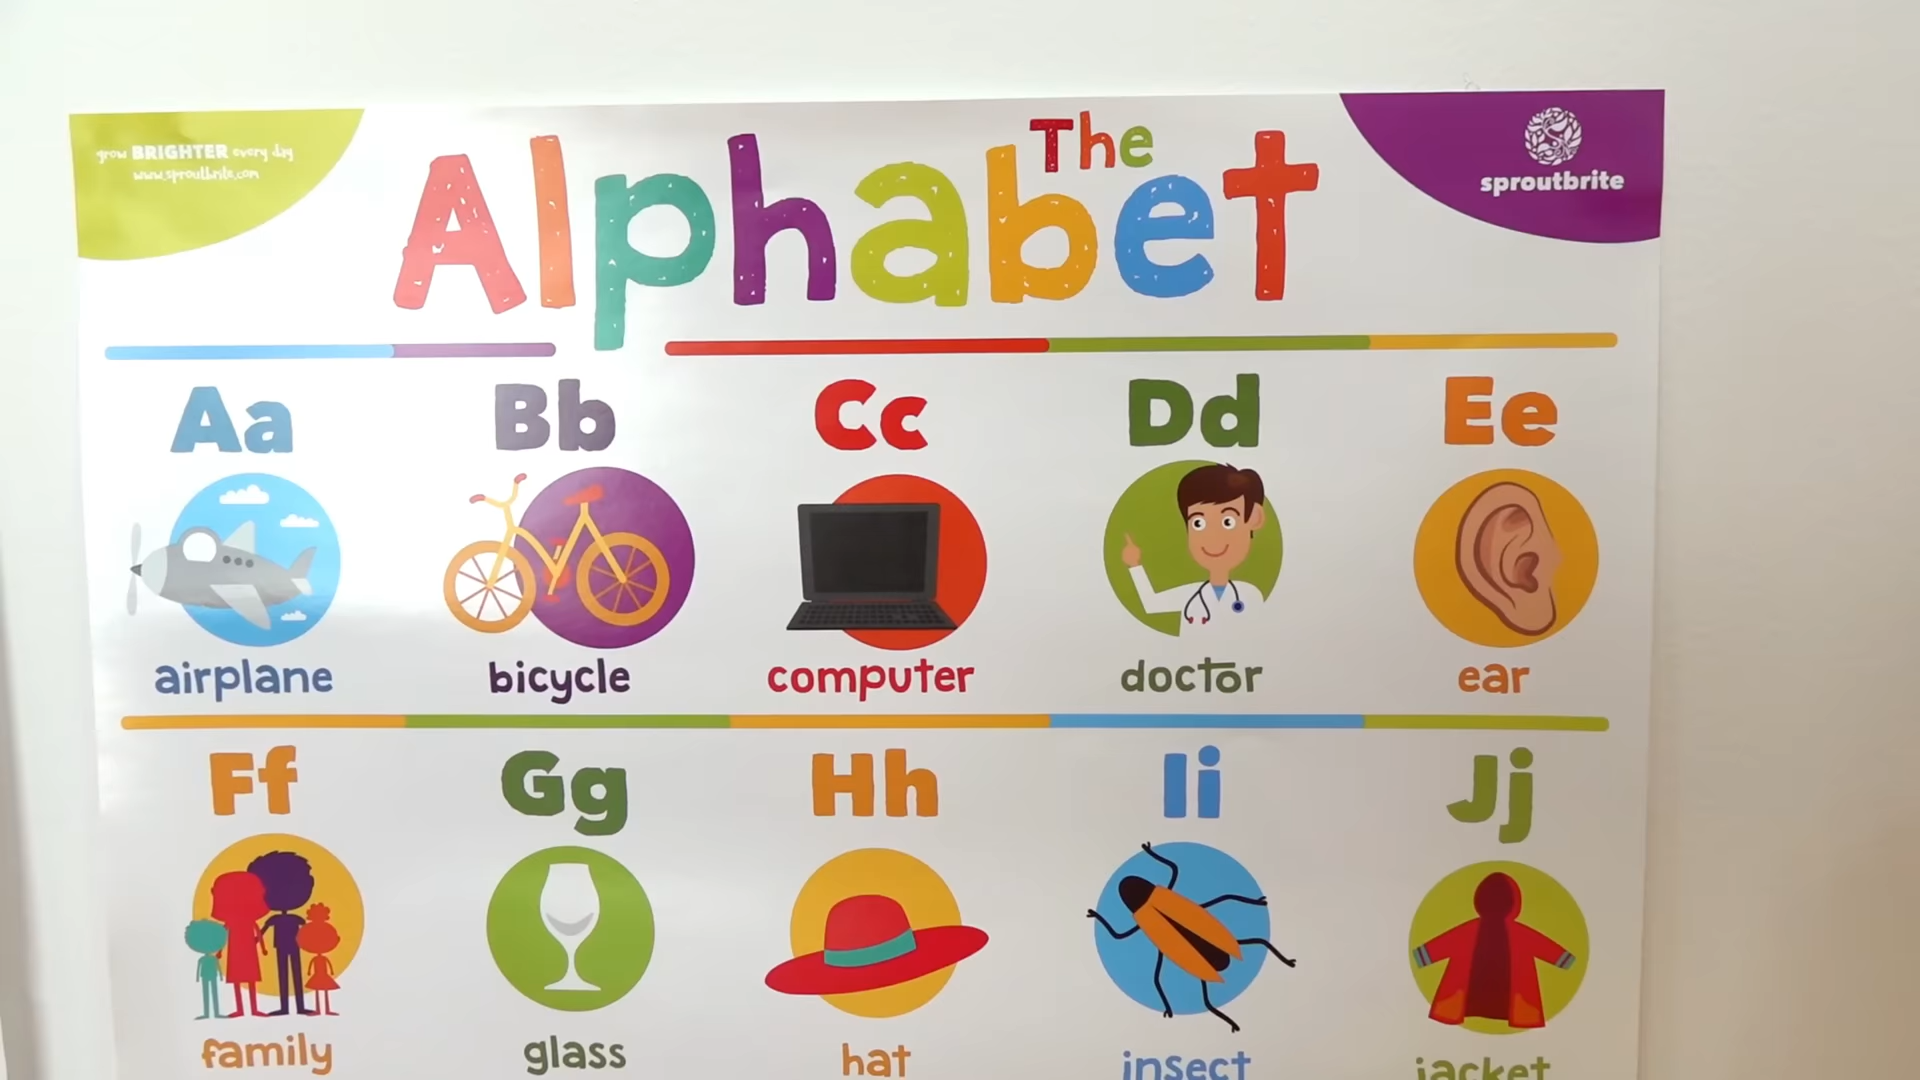 grow BRIGHTER every day
www.sproutbrite.com
The
Alphabet
sproutbrite
Aa Bb Cc Dd Ee
airplane bicycle computer doctor ear
Ff Gg Hh Ii Jj
family glass hat insect jacket